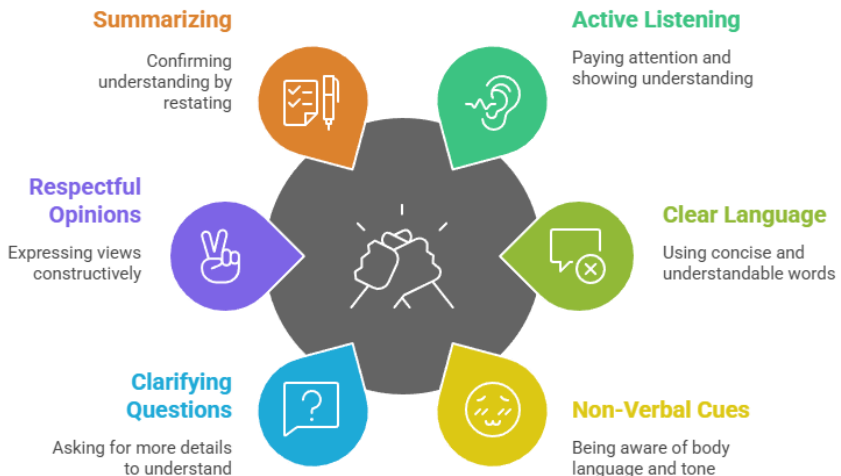 Summarizing
Confirming
understanding by
restating
Active Listening
Paying attention and
showing understanding
Respectful
Opinions
Expressing views
constructively
Clear Language
Using concise and
understandable words
Clarifying
Questions
Asking for more details
to understand
Non-Verbal Cues
Being aware of body
language and tone